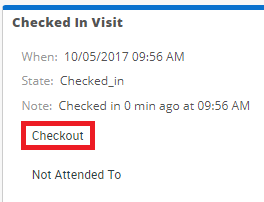 Checked In Visit
When: 10/05/2017 09:56 AM
State: Checked_in
Note: Checked in 0 min ago at 09:56 AM
Checkout
Not Attended To